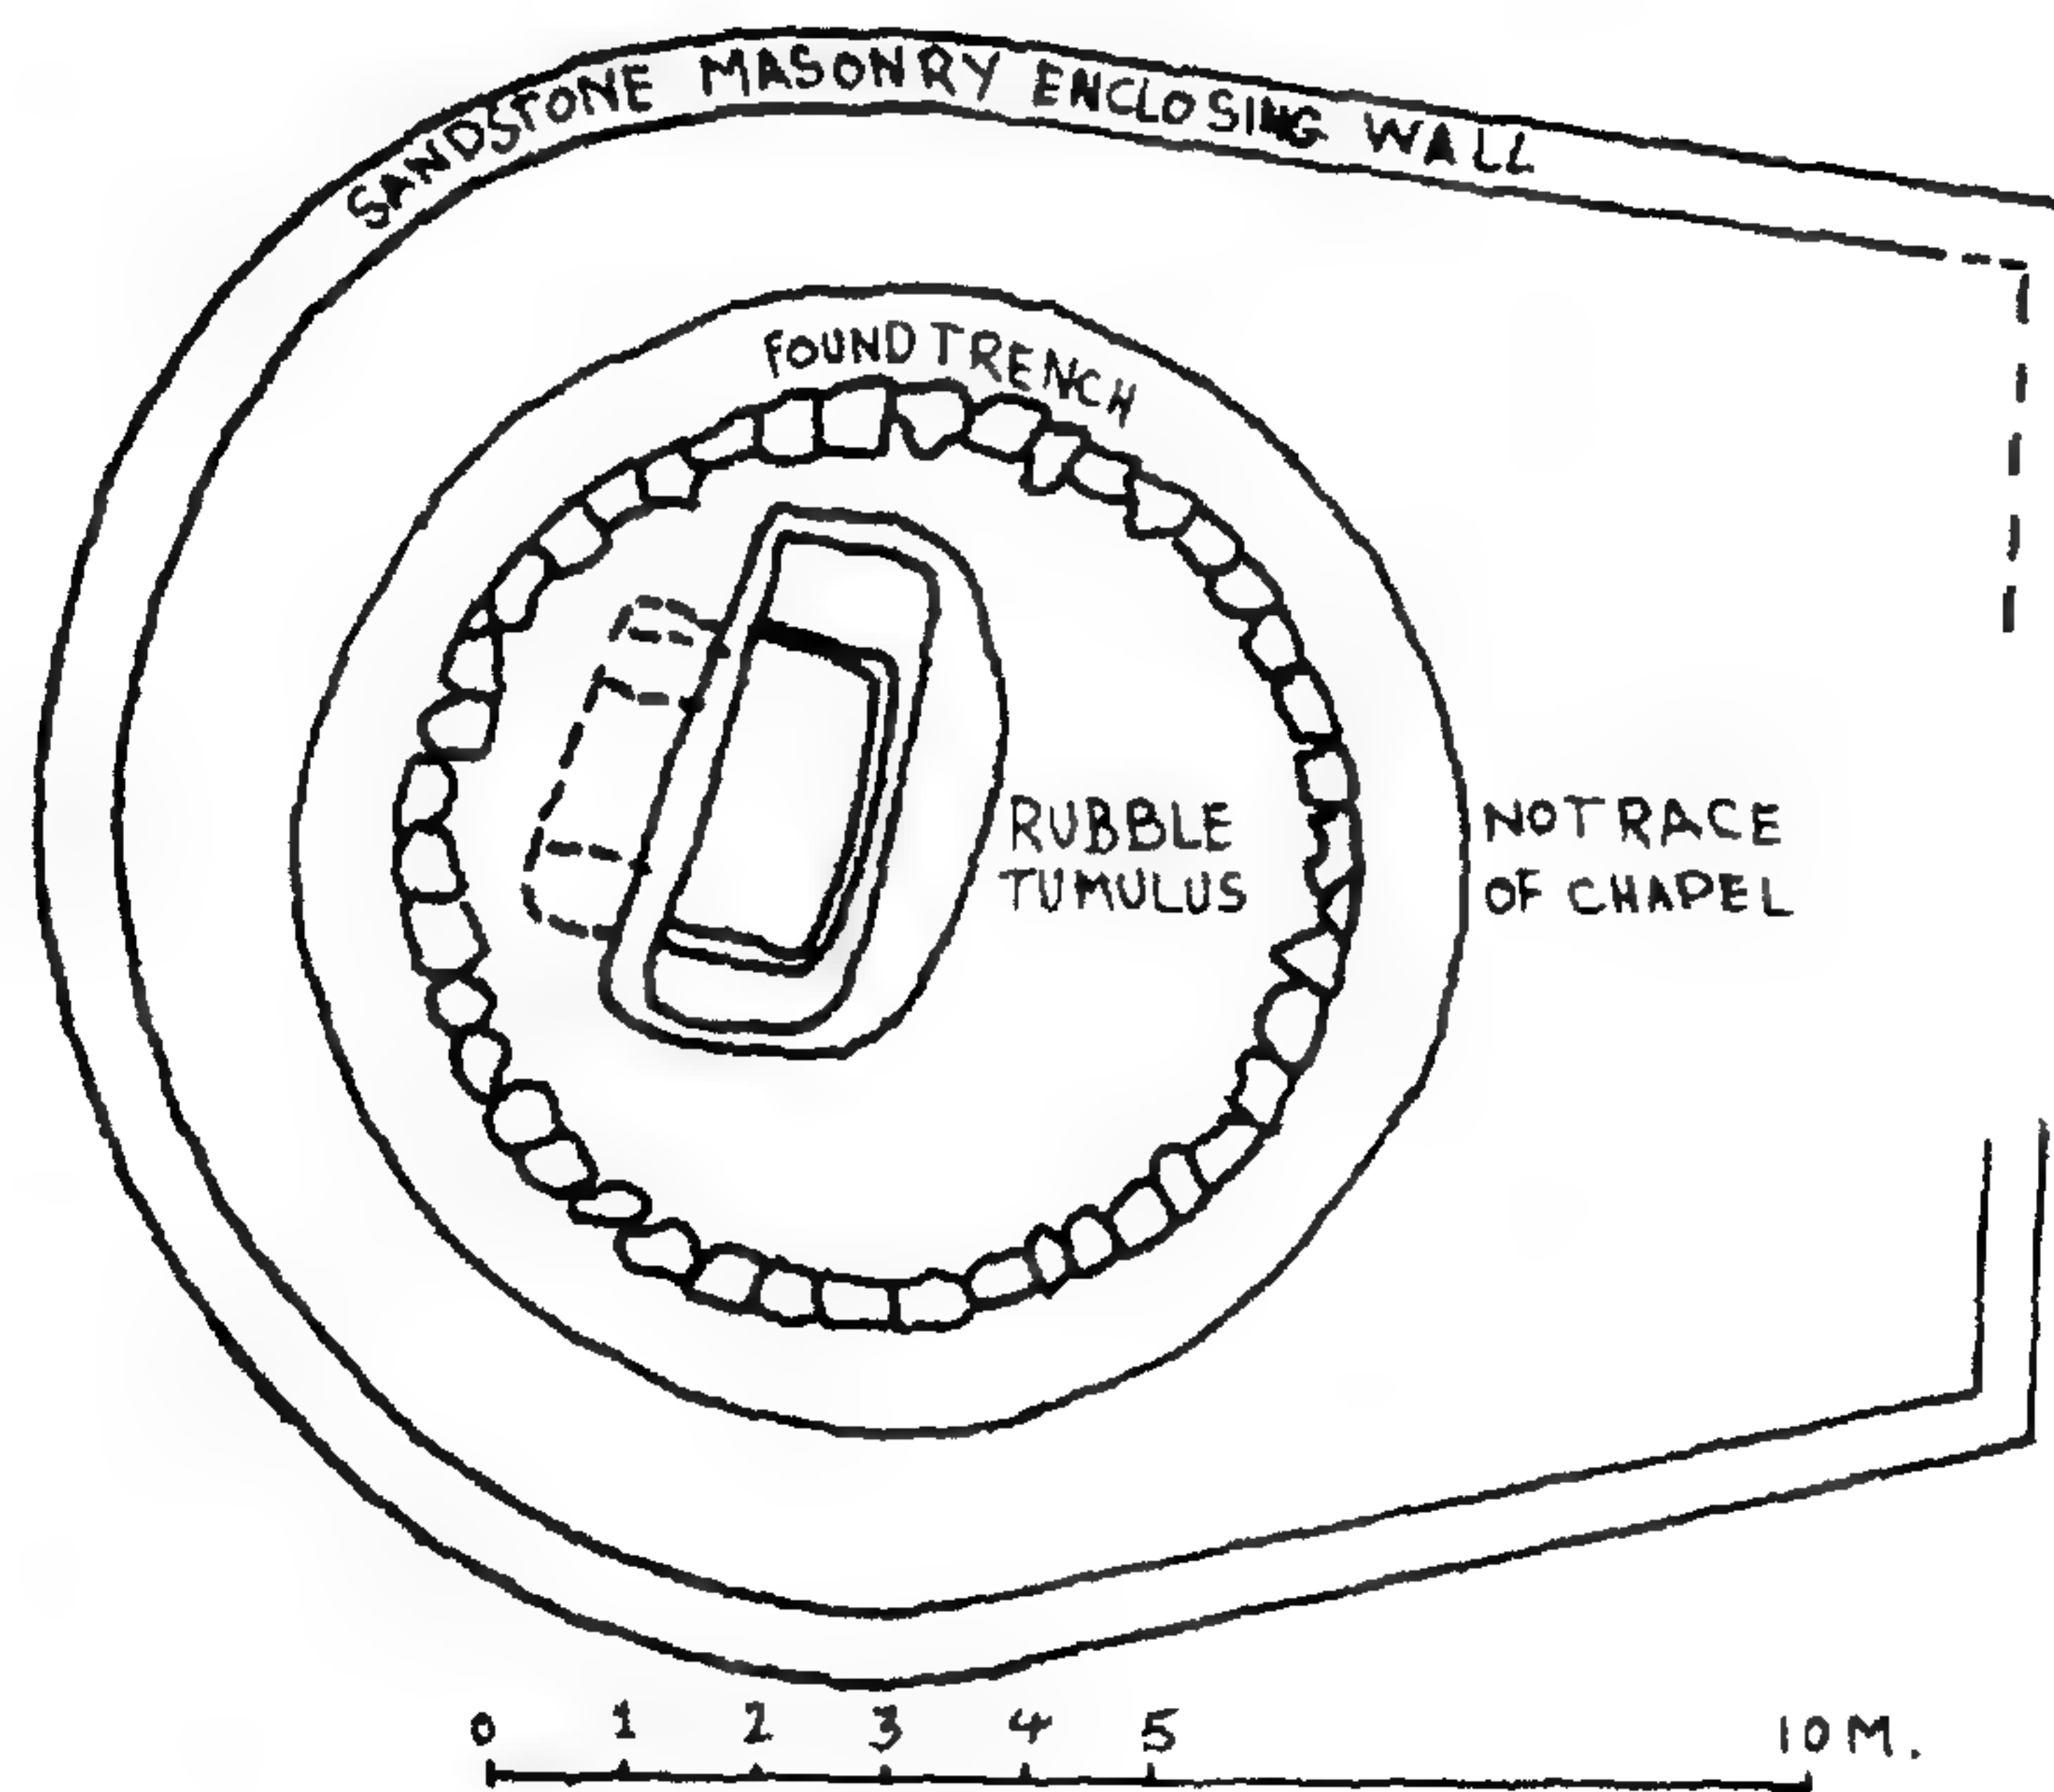 SANDSTONE MASONRY ENCLOSING WALL
FOUND TRENCH
RUBBLE
TUMULUS
NO TRACE
OF CHAPEL
0 1 2 3 4 5 10 M.